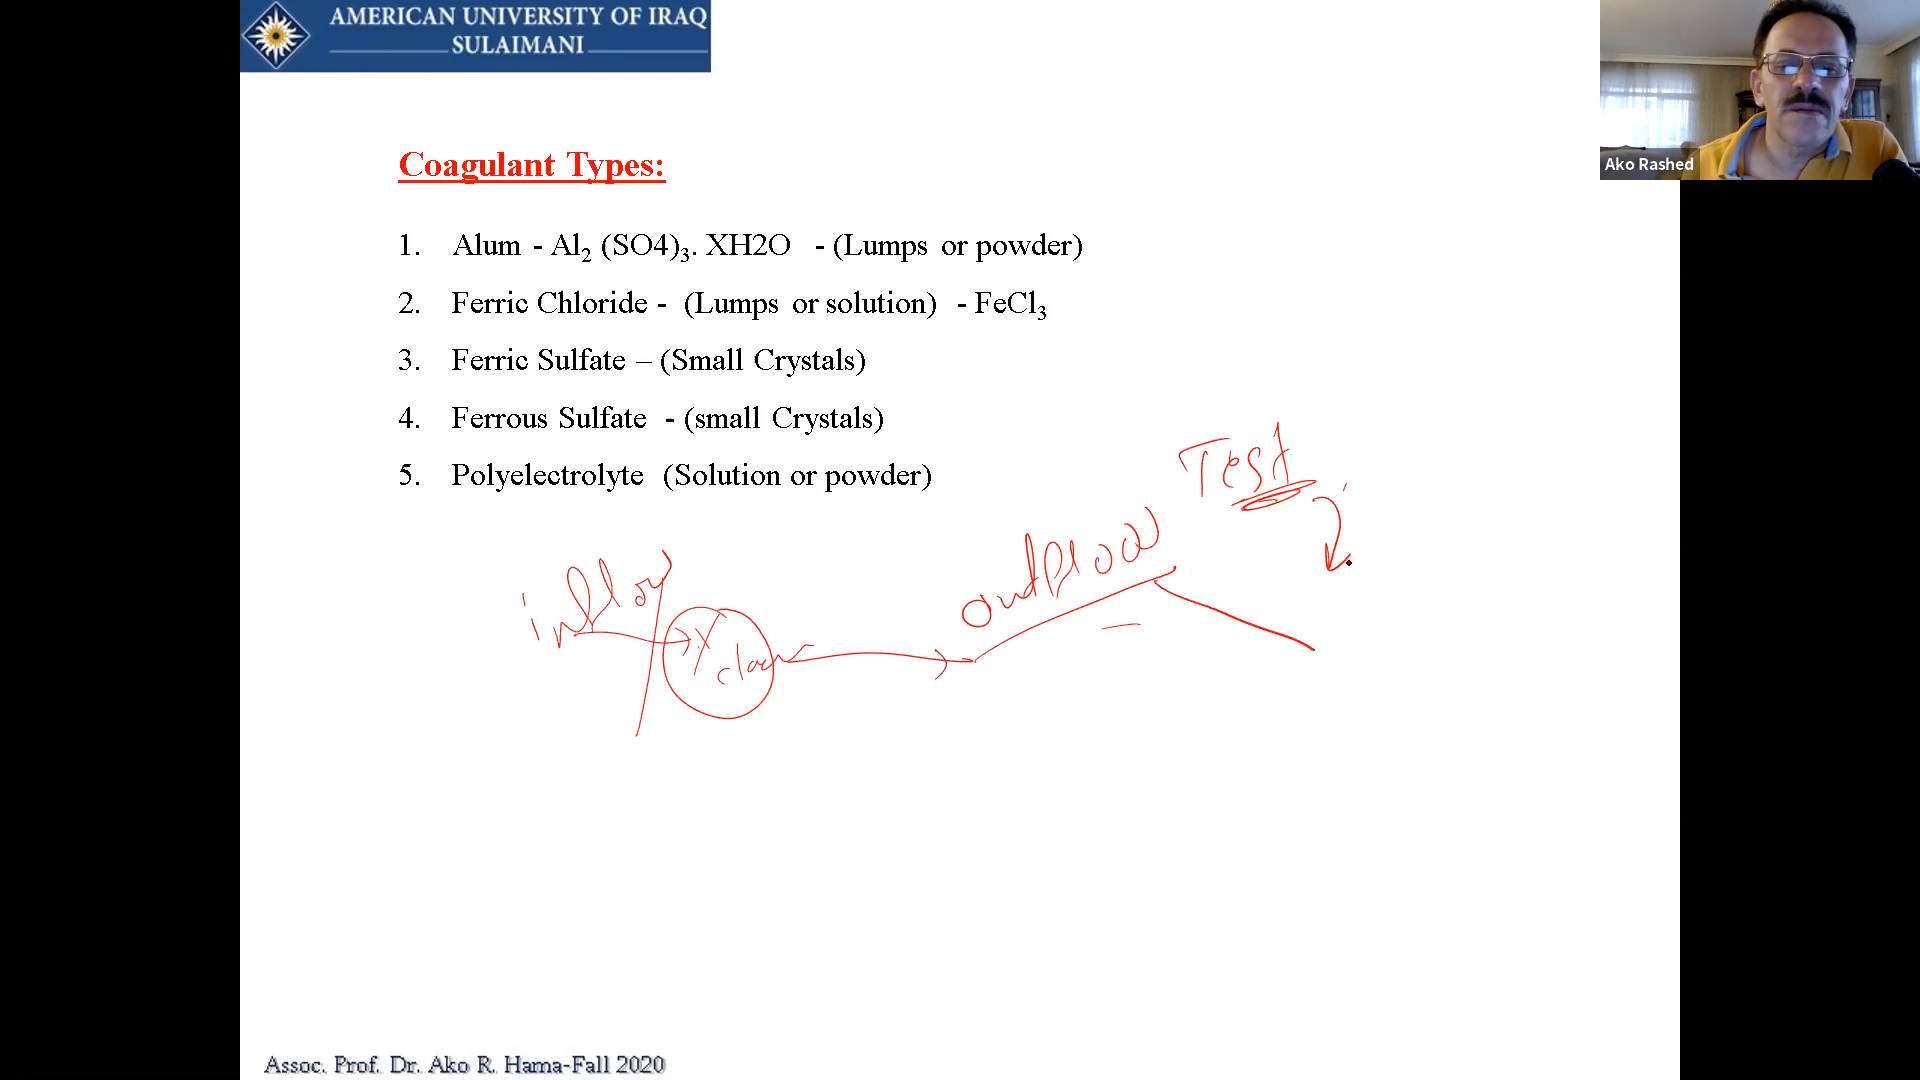 AMERICAN UNIVERSITY OF IRAQ
SULAIMANI
Ako Rashed
Coagulant Types:
1. Alum - Al₂ (SO4)₃. XH2O - (Lumps or powder)
2. Ferric Chloride - (Lumps or solution) - FeCl₃
3. Ferric Sulfate – (Small Crystals)
4. Ferrous Sulfate - (small Crystals)
5. Polyelectrolyte (Solution or powder)
Test
outflow
inflow
Assoc. Prof. Dr. Ako R. Hama-Fall 2020